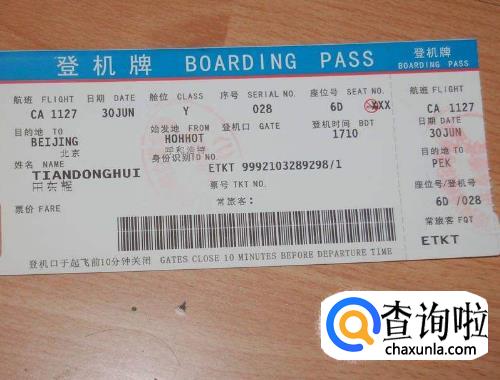 登机牌 BOARDING PASS
登机牌
BOARDING PASS
航班 FLIGHT 日期 DATE 舱位 CLASS 序号 SERIAL NO. 座位号 SEAT NO.
CA 1127 30JUN Y 028 6D XXX
目的地 TO 始发地 FROM 登机口 GATE 登机时间 BDT
BEIJING HOHHOT 1710
北京 呼和浩特
姓名 NAME 身份识别ID NO. ETKT 9992103289298/1
TIANDONGHUI
票号 TKT NO.
票价 FARE 常旅客:
登机口于起飞前10分钟关闭 GATES CLOSE 10 MINUTES BEFORE DEPARTURE TIME
航班 FLIGHT
CA 1127
日期 DATE
30JUN
目的地 TO
PEK
座位号/登机号
6D /028
常旅客 FQT
ETKT
查询啦
chaxunla.com